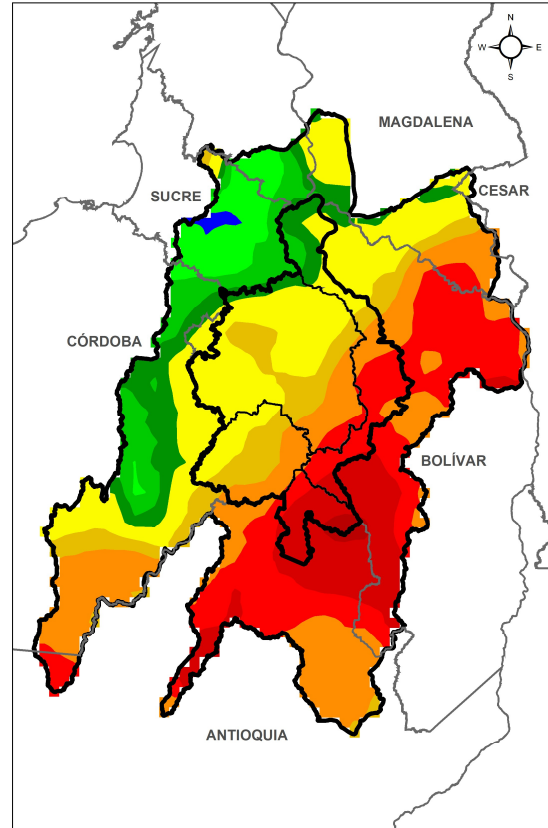 N
W E
S
MAGDALENA
SUCRE
CESAR
CÓRDOBA
BOLÍVAR
ANTIOQUIA